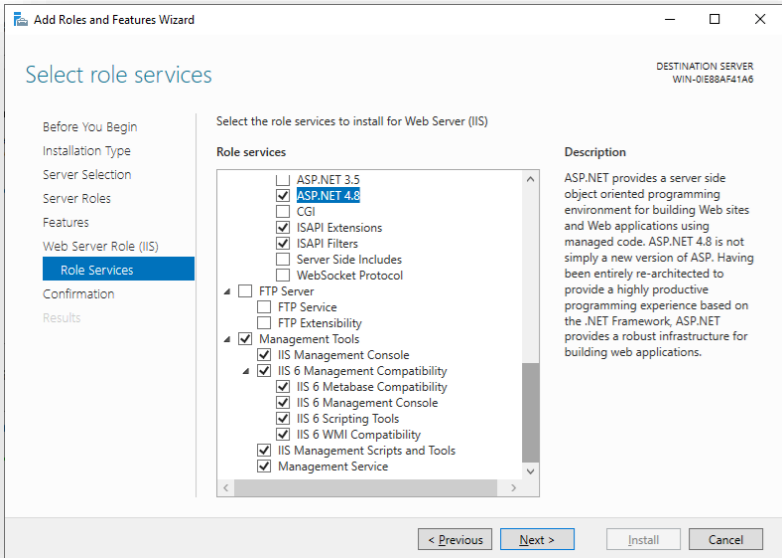 Add Roles and Features Wizard
Select role services
DESTINATION SERVER
WIN-0IE88AF41A6
Before You Begin
Installation Type
Server Selection
Server Roles
Features
Web Server Role (IIS)
Role Services
Confirmation
Results
Select the role services to install for Web Server (IIS)
Role services
ASP.NET 3.5
ASP.NET 4.8
CGI
ISAPI Extensions
ISAPI Filters
Server Side Includes
WebSocket Protocol
FTP Server
FTP Service
FTP Extensibility
Management Tools
IIS Management Console
IIS 6 Management Compatibility
IIS 6 Metabase Compatibility
IIS 6 Management Console
IIS 6 Scripting Tools
IIS 6 WMI Compatibility
IIS Management Scripts and Tools
Management Service
Description
ASP.NET provides a server side
object oriented programming
environment for building Web sites
and Web applications using
managed code. ASP.NET 4.8 is not
simply a new version of ASP. Having
been entirely re-architected to
provide a highly productive
programming experience based on
the .NET Framework, ASP.NET
provides a robust infrastructure for
building web applications.
< Previous
Next >
Install
Cancel